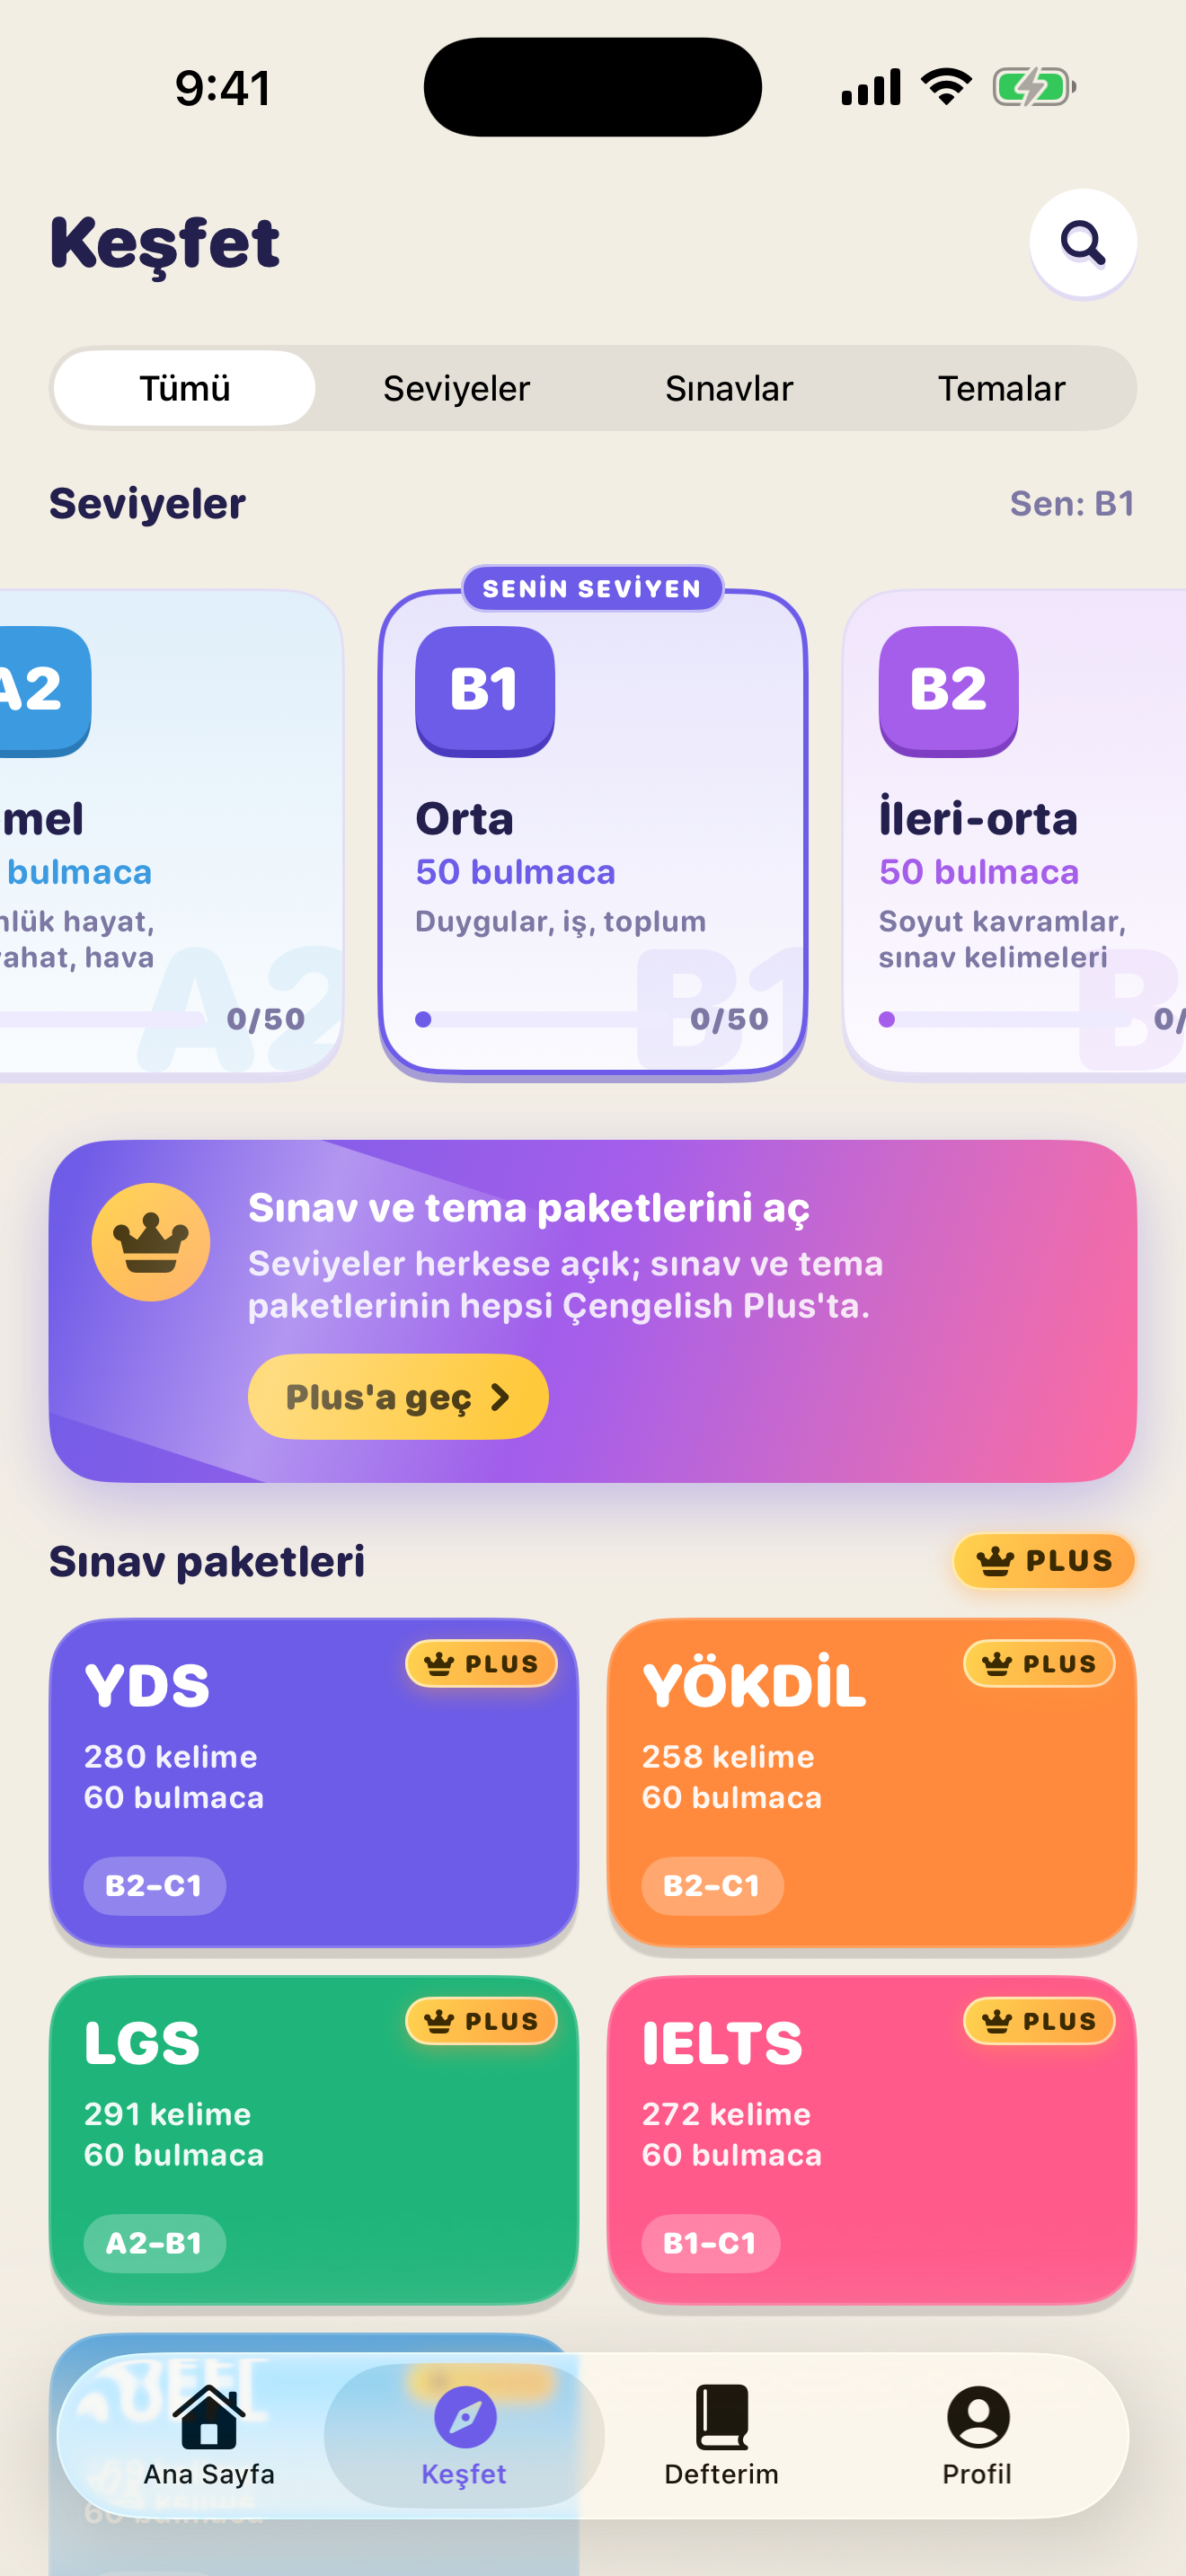 9:41
Keşfet
Tümü
Seviyeler
Sınavlar
Temalar
Seviyeler
Sen: B1
A2
bulmaca
hayat,
hava
A2
0/50
SENİN SEVİYEN
B1
Orta
50 bulmaca
Duygular, iş, toplum
B1
0/50
B2
İleri-orta
50 bulmaca
Soyut kavramlar,
sınav kelimeleri
Sınav ve tema paketlerini aç
Seviyeler herkese açık; sınav ve tema
paketlerinin hepsi Çengelish Plus'ta.
Plus'a geç
Sınav paketleri
PLUS
YDS
PLUS
280 kelime
60 bulmaca
B2–C1
YÖKDİL
PLUS
258 kelime
60 bulmaca
B2–C1
LGS
PLUS
291 kelime
60 bulmaca
A2–B1
IELTS
PLUS
272 kelime
60 bulmaca
B1–C1
Ana Sayfa
Keşfet
Defterim
Profil